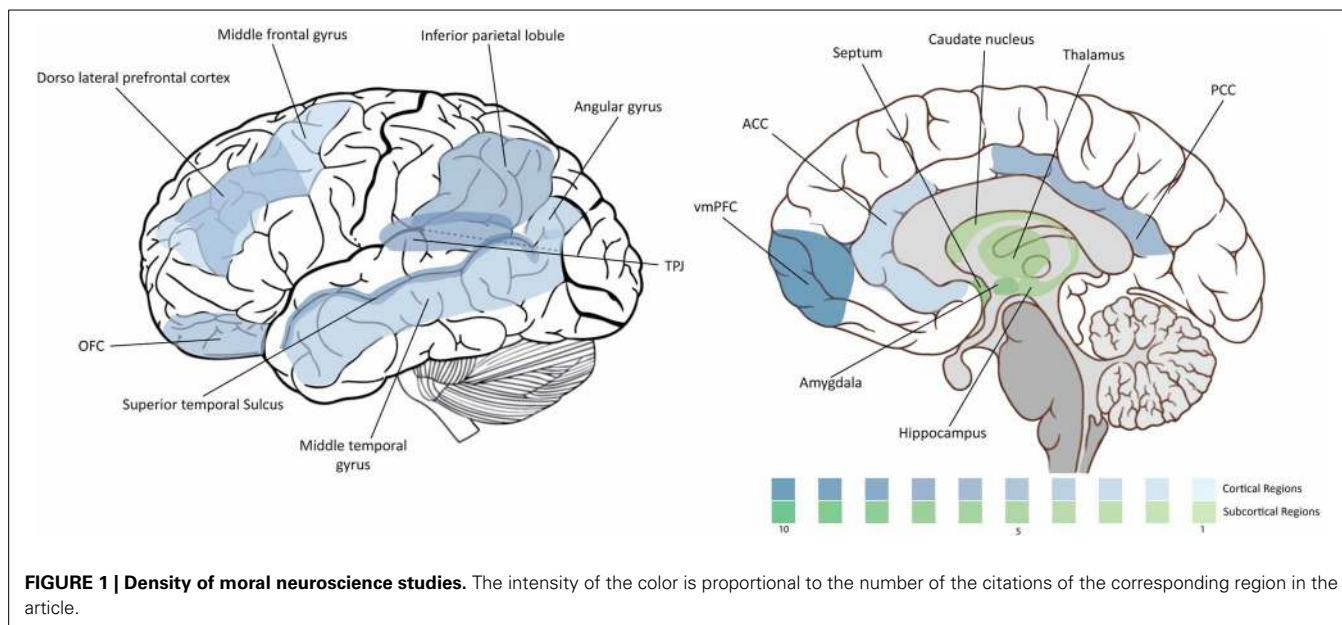 Middle frontal gyrus
Inferior parietal lobule
Dorso lateral prefrontal cortex
Angular gyrus
TPJ
OFC
Superior temporal Sulcus
Middle temporal
gyrus
Caudate nucleus
Septum
Thalamus
PCC
ACC
vmPFC
Amygdala
Hippocampus
Cortical Regions
Subcortical Regions
10 5 1
FIGURE 1 | Density of moral neuroscience studies. The intensity of the color is proportional to the number of the citations of the corresponding region in the
article.